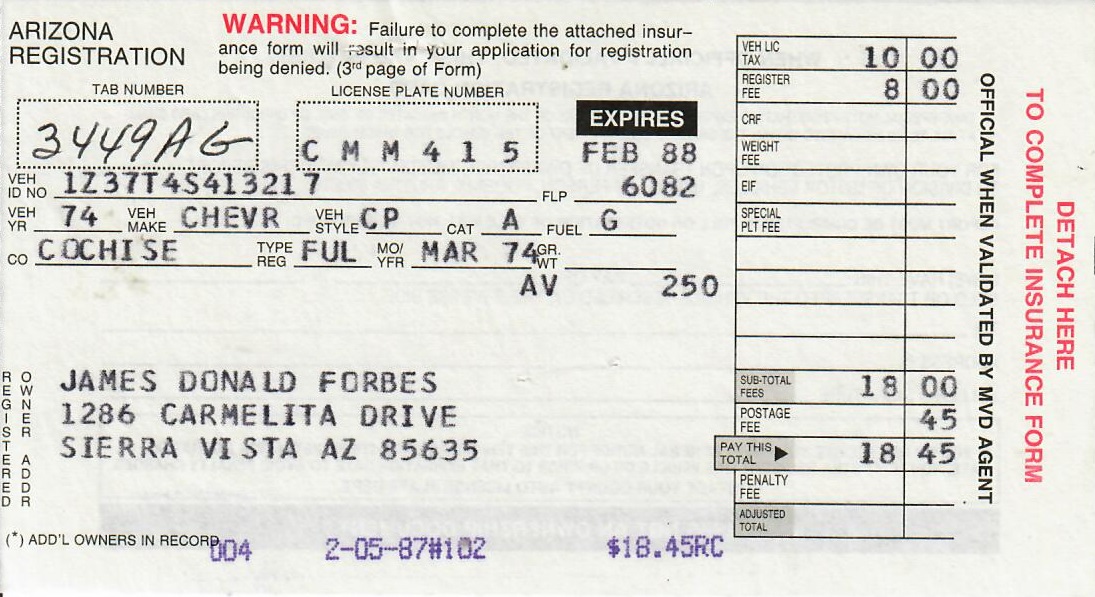 ARIZONA
REGISTRATION
WARNING: Failure to complete the attached insur-
ance form will result in your application for registration
being denied. (3rd page of Form)
TAB NUMBER
3449AG
LICENSE PLATE NUMBER
CMM415
EXPIRES
FEB 88
VEH ID NO 1Z37T4S413217 FLP 6082
VEH YR 74 VEH MAKE CHEVR VEH STYLE CP CAT A FUEL G
CO COCHISE TYPE REG FUL MO/YFR MAR 74 GR. WT
AV 250
REGISTERED
OWNER ADDR
JAMES DONALD FORBES
1286 CARMELITA DRIVE
SIERRA VISTA AZ 85635
(*) ADD'L OWNERS IN RECORD
004 2-05-87#102 $18.45RC
VEH LIC TAX 10 00
REGISTER FEE 8 00
CRF
WEIGHT FEE
EIF
SPECIAL PLT FEE
SUB-TOTAL FEES 18 00
POSTAGE FEE 45
PAY THIS TOTAL 18 45
PENALTY FEE
ADJUSTED TOTAL
OFFICIAL WHEN VALIDATED BY MVD AGENT
DETACH HERE
TO COMPLETE INSURANCE FORM